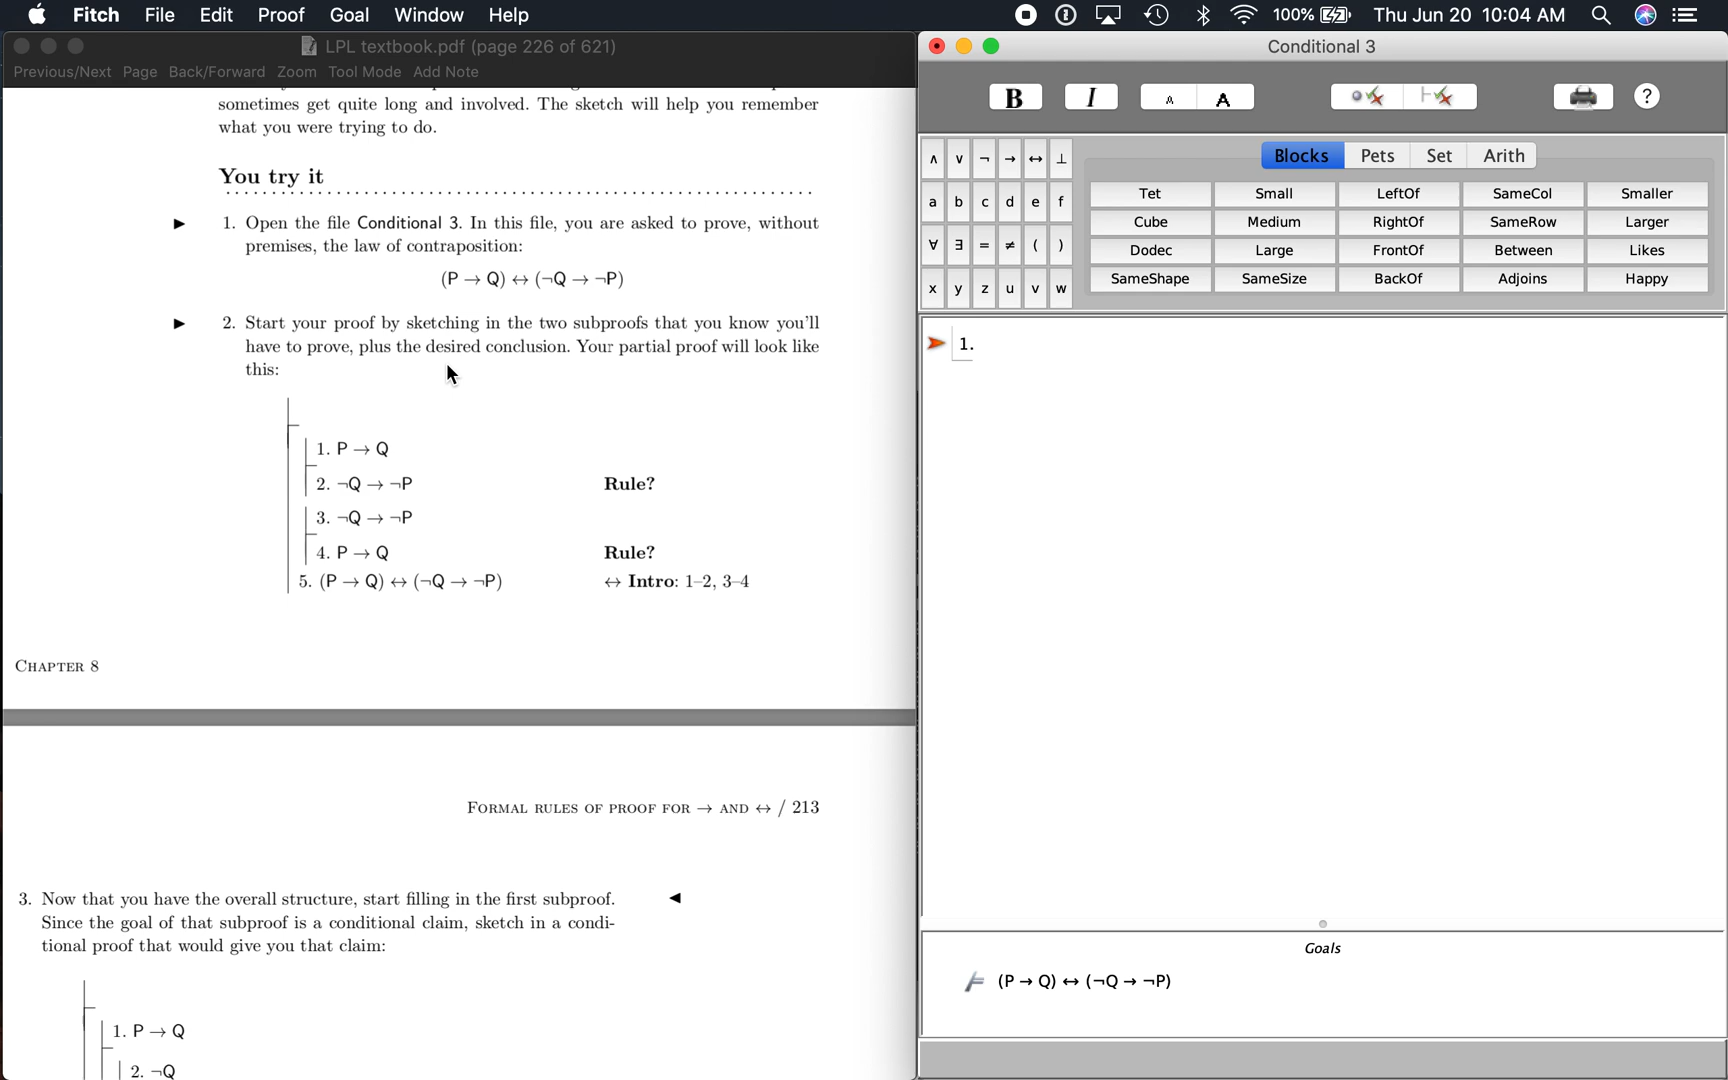 Fitch File Edit Proof Goal Window Help 100% Thu Jun 20 10:04 AM
LPL textbook.pdf (page 226 of 621)
Previous/Next Page Back/Forward Zoom Tool Mode Add Note
sometimes get quite long and involved. The sketch will help you remember
what you were trying to do.
You try it
► 1. Open the file Conditional 3. In this file, you are asked to prove, without
premises, the law of contraposition:
(P → Q) ↔ (¬Q → ¬P)
► 2. Start your proof by sketching in the two subproofs that you know you'll
have to prove, plus the desired conclusion. Your partial proof will look like
this:
1. P → Q
2. ¬Q → ¬P Rule?
3. ¬Q → ¬P
4. P → Q Rule?
5. (P → Q) ↔ (¬Q → ¬P) ↔ Intro: 1–2, 3–4
Chapter 8
Formal rules of proof for → and ↔ / 213
3. Now that you have the overall structure, start filling in the first subproof. ◄
Since the goal of that subproof is a conditional claim, sketch in a condi-
tional proof that would give you that claim:
1. P → Q
2. ¬Q
Conditional 3
B I A A ?
∧ ∨ ¬ → ↔ ⊥
a b c d e f
∀ ∃ = ≠ ( )
x y z u v w
Blocks Pets Set Arith
Tet Small LeftOf SameCol Smaller
Cube Medium RightOf SameRow Larger
Dodec Large FrontOf Between Likes
SameShape SameSize BackOf Adjoins Happy
1.
Goals
(P → Q) ↔ (¬Q → ¬P)